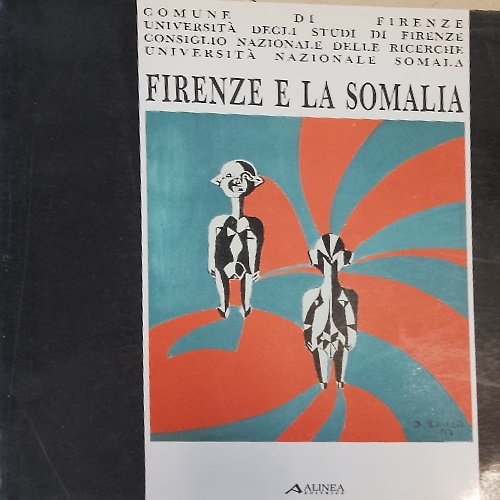 COMUNE DI FIRENZE
UNIVERSITÀ DEGLI STUDI DI FIRENZE
CONSIGLIO NAZIONALE DELLE RICERCHE
UNIVERSITÀ NAZIONALE SOMALA
FIRENZE E LA SOMALIA
ALINEA
EDITRICE